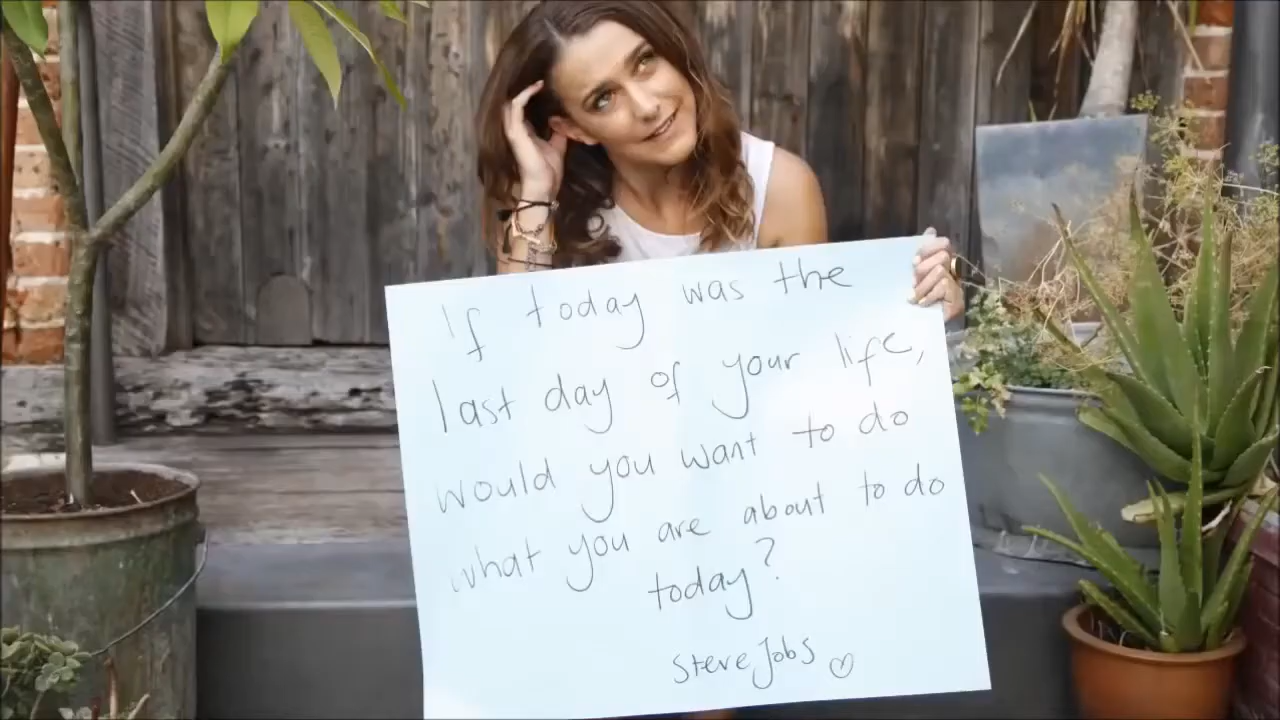 If today was the
last day of your life,
would you want to do
what you are about to do
today?
Steve Jobs ♡